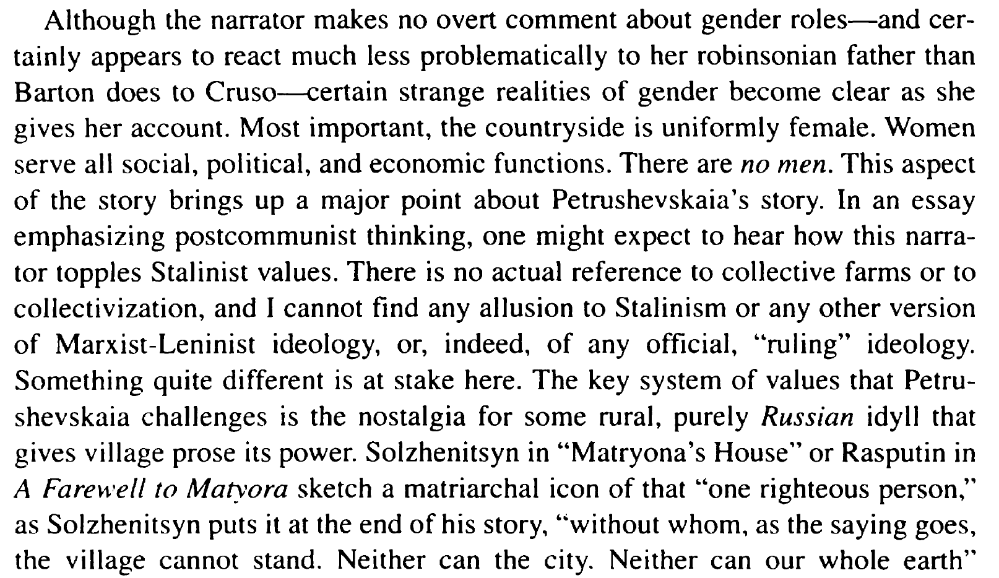 Although the narrator makes no overt comment about gender roles—and cer-
tainly appears to react much less problematically to her robinsonian father than
Barton does to Cruso—certain strange realities of gender become clear as she
gives her account. Most important, the countryside is uniformly female. Women
serve all social, political, and economic functions. There are no men. This aspect
of the story brings up a major point about Petrushevskaia's story. In an essay
emphasizing postcommunist thinking, one might expect to hear how this narra-
tor topples Stalinist values. There is no actual reference to collective farms or to
collectivization, and I cannot find any allusion to Stalinism or any other version
of Marxist-Leninist ideology, or, indeed, of any official, “ruling” ideology.
Something quite different is at stake here. The key system of values that Petru-
shevskaia challenges is the nostalgia for some rural, purely Russian idyll that
gives village prose its power. Solzhenitsyn in “Matryona's House” or Rasputin in
A Farewell to Matyora sketch a matriarchal icon of that “one righteous person,”
as Solzhenitsyn puts it at the end of his story, “without whom, as the saying goes,
the village cannot stand. Neither can the city. Neither can our whole earth”